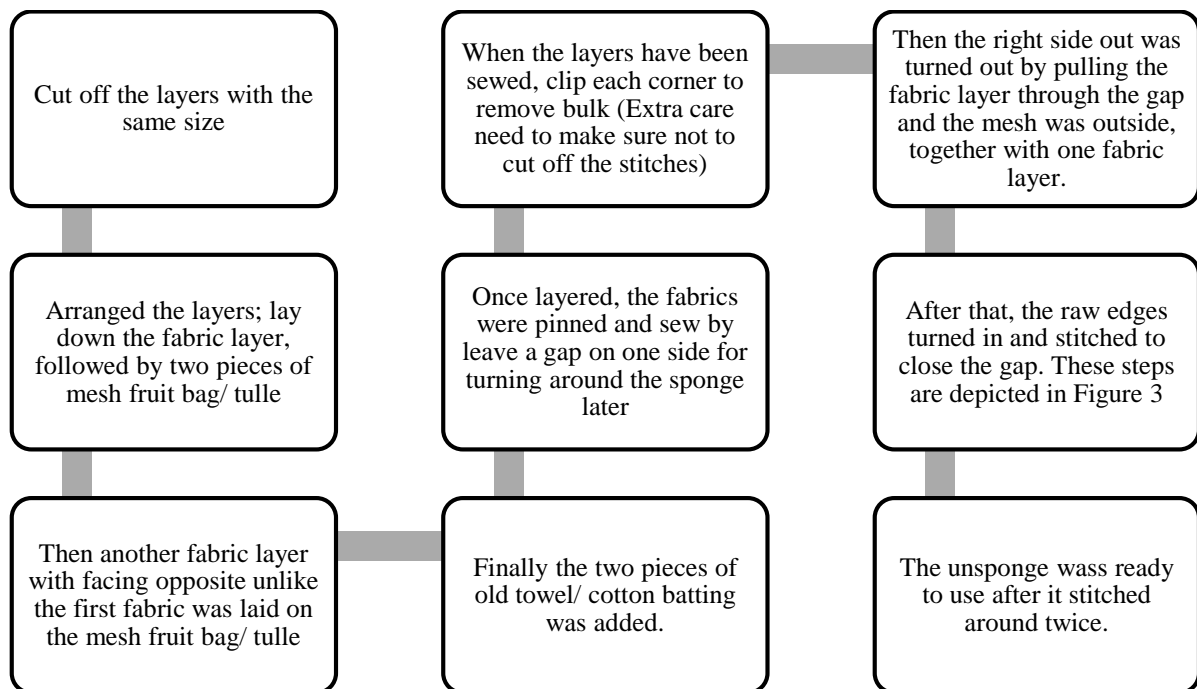 Cut off the layers with the
same size
Arranged the layers; lay
down the fabric layer,
followed by two pieces of
mesh fruit bag/ tulle
Then another fabric layer
with facing opposite unlike
the first fabric was laid on
the mesh fruit bag/ tulle
Finally the two pieces of
old towel/ cotton batting
was added.
Once layered, the fabrics
were pinned and sew by
leave a gap on one side for
turning around the sponge
later
When the layers have been
sewed, clip each corner to
remove bulk (Extra care
need to make sure not to
cut off the stitches)
Then the right side out was
turned out by pulling the
fabric layer through the gap
and the mesh was outside,
together with one fabric
layer.
After that, the raw edges
turned in and stitched to
close the gap. These steps
are depicted in Figure 3
The unsponge wass ready
to use after it stitched
around twice.